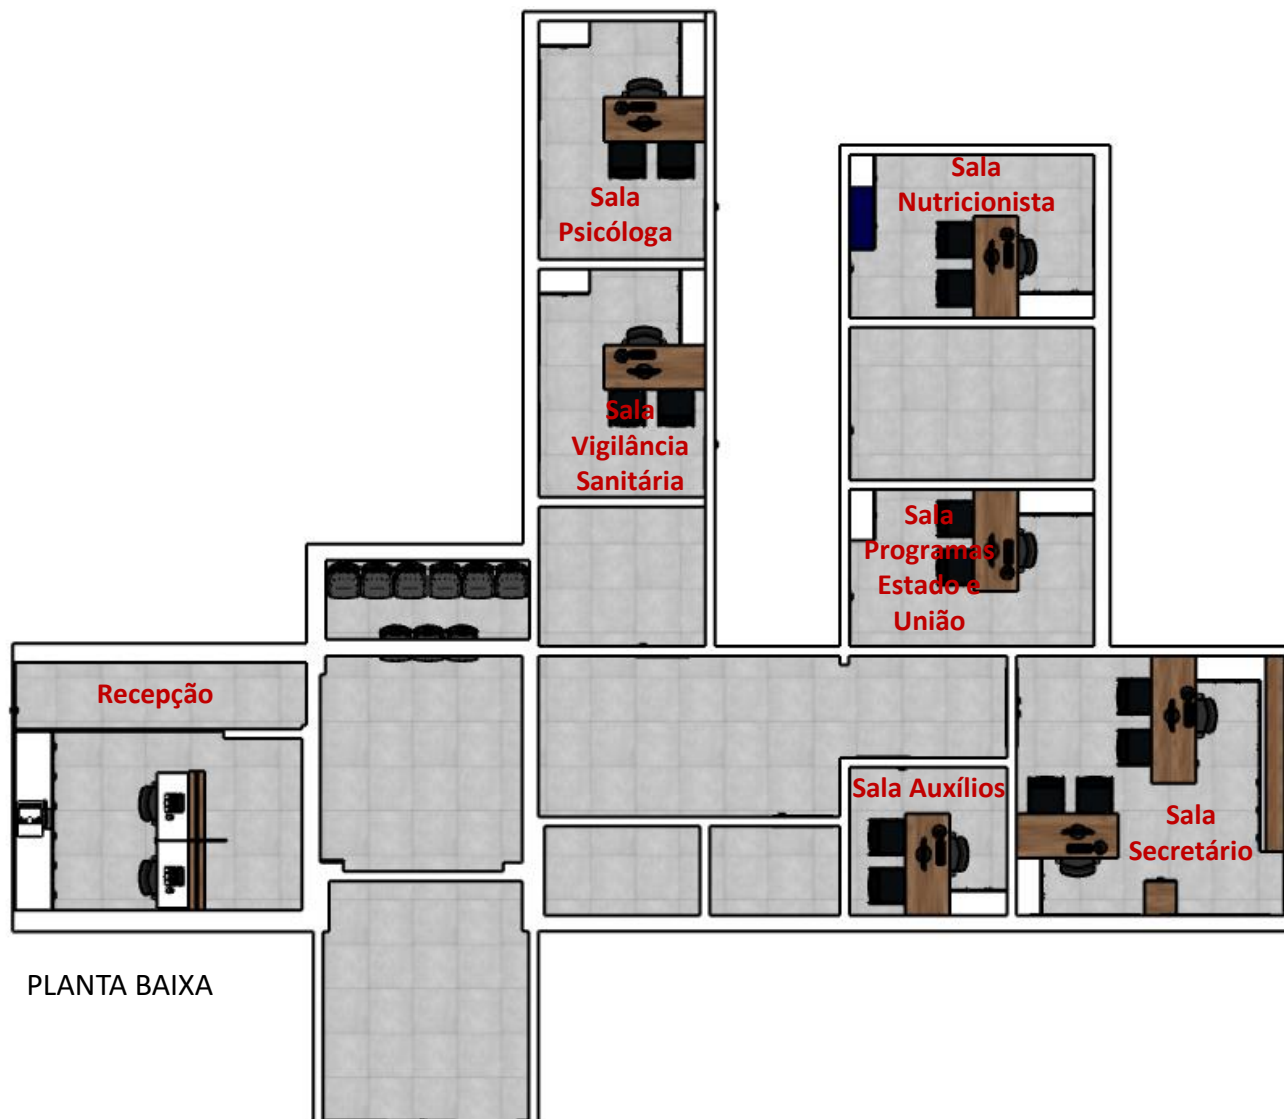 Sala
Psicóloga
Sala
Nutricionista
Sala
Vigilância
Sanitária
Sala
Programas
Estado e
União
Recepção
Sala Auxílios
Sala
Secretário
PLANTA BAIXA